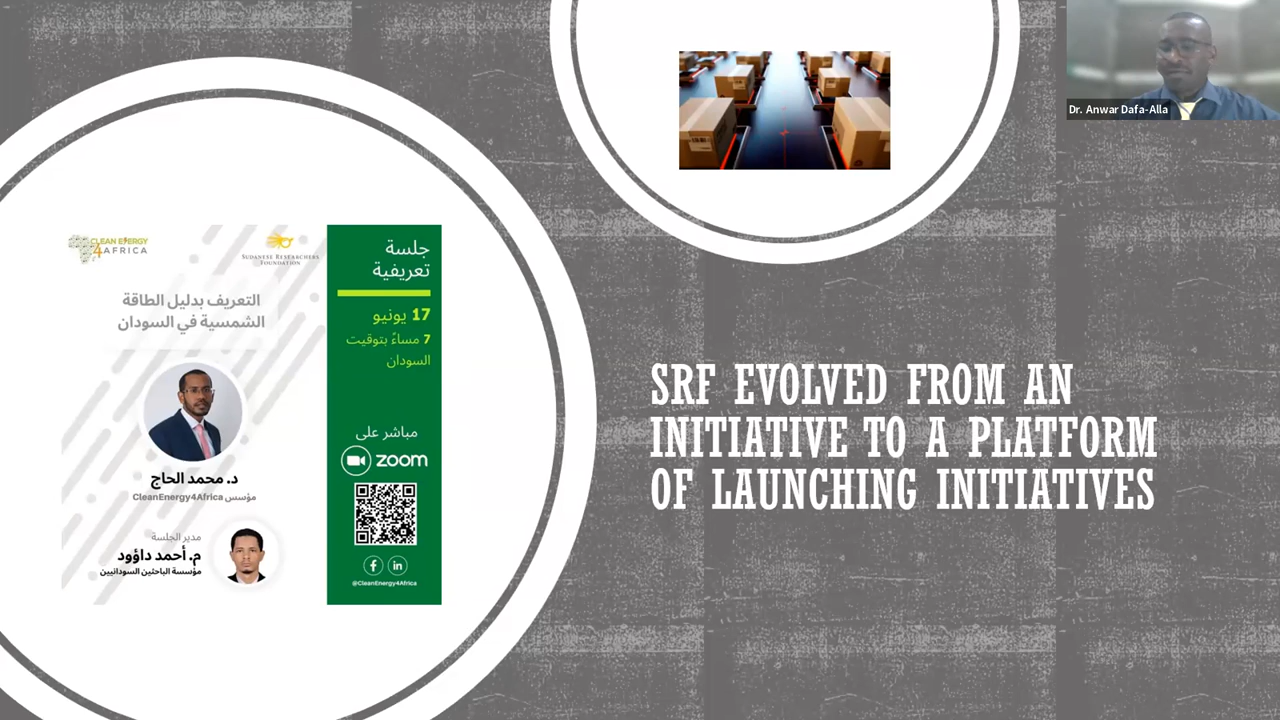 Dr. Anwar Dafa-Alla
CLEAN ENERGY
4AFRICA
SUDANESE RESEARCHERS
FOUNDATION
التعريف بدليل الطاقة
الشمسية في السودان
د. محمد الحاج
مؤسس CleanEnergy4Africa
مدير الجلسة
م. أحمد داؤود
مؤسسة الباحثين السودانيين
جلسة
تعريفية
17 يونيو
7 مساءً بتوقيت
السودان
مباشر على
zoom
@CleanEnergy4Africa
SRF EVOLVED FROM AN
INITIATIVE TO A PLATFORM
OF LAUNCHING INITIATIVES